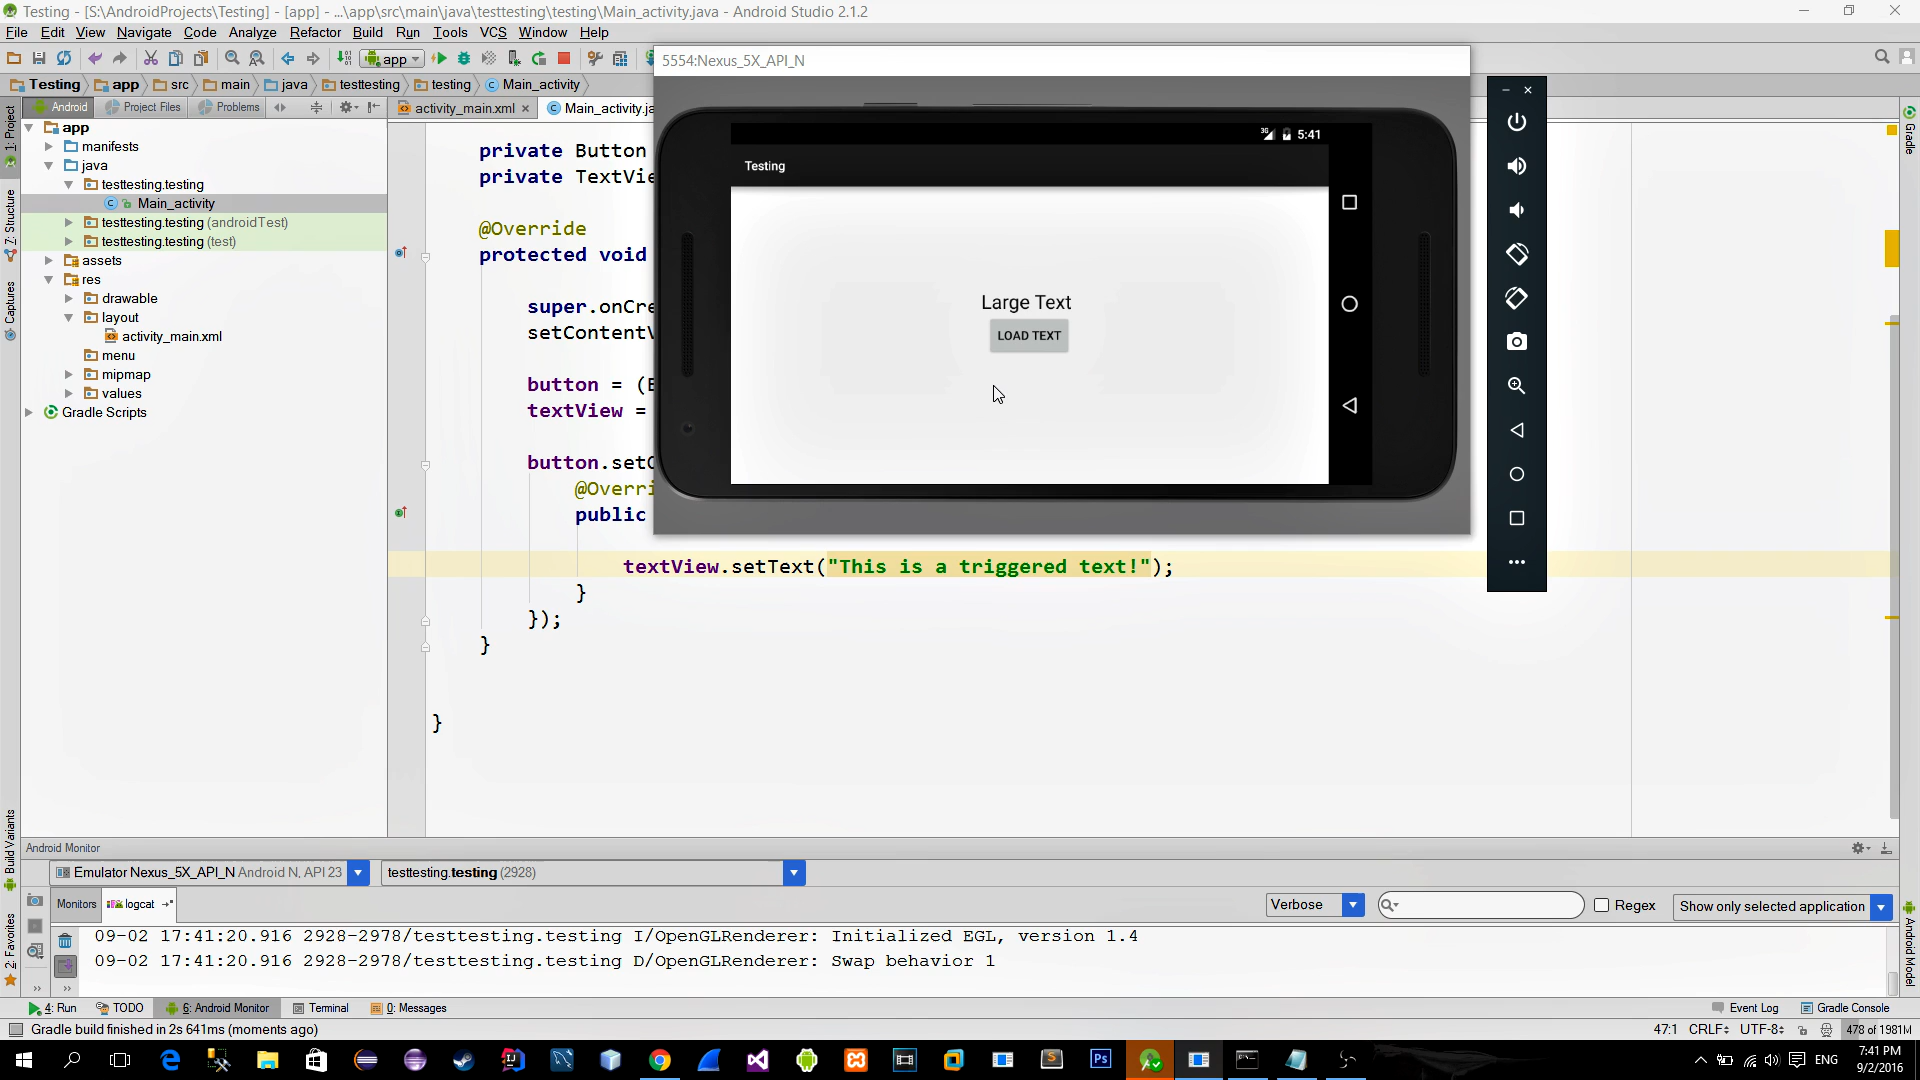 Testing - [S:\AndroidProjects\Testing] - [app] - ...\app\src\main\java\testtesting\testing\Main_activity.java - Android Studio 2.1.2
File Edit View Navigate Code Analyze Refactor Build Run Tools VCS Window Help
app
Testing app src main java testtesting testing Main_activity
Android Project Files Problems
activity_main.xml Main_activity.ja
1: Project
Z: Structure
Captures
Build Variants
2: Favorites
app
manifests
java
testtesting.testing
Main_activity
testtesting.testing (androidTest)
testtesting.testing (test)
assets
res
drawable
layout
activity_main.xml
menu
mipmap
values
Gradle Scripts
private Button
private TextVie
@Override
protected void
super.onCre
setContentV
button = (B
textView =
button.setO
@Overri
public
textView.setText("This is a triggered text!");
}
});
}
}
5554:Nexus_5X_API_N
3G 5:41
Testing
Large Text
LOAD TEXT
Gradle
Android Model
Android Monitor
Emulator Nexus_5X_API_N Android N, API 23
testtesting.testing (2928)
Monitors logcat
Verbose
Regex
Show only selected application
09-02 17:41:20.916 2928-2978/testtesting.testing I/OpenGLRenderer: Initialized EGL, version 1.4
09-02 17:41:20.916 2928-2978/testtesting.testing D/OpenGLRenderer: Swap behavior 1
4: Run TODO 6: Android Monitor Terminal 0: Messages
Event Log Gradle Console
Gradle build finished in 2s 641ms (moments ago)
47:1 CRLF UTF-8 478 of 1981M
ENG
7:41 PM
9/2/2016